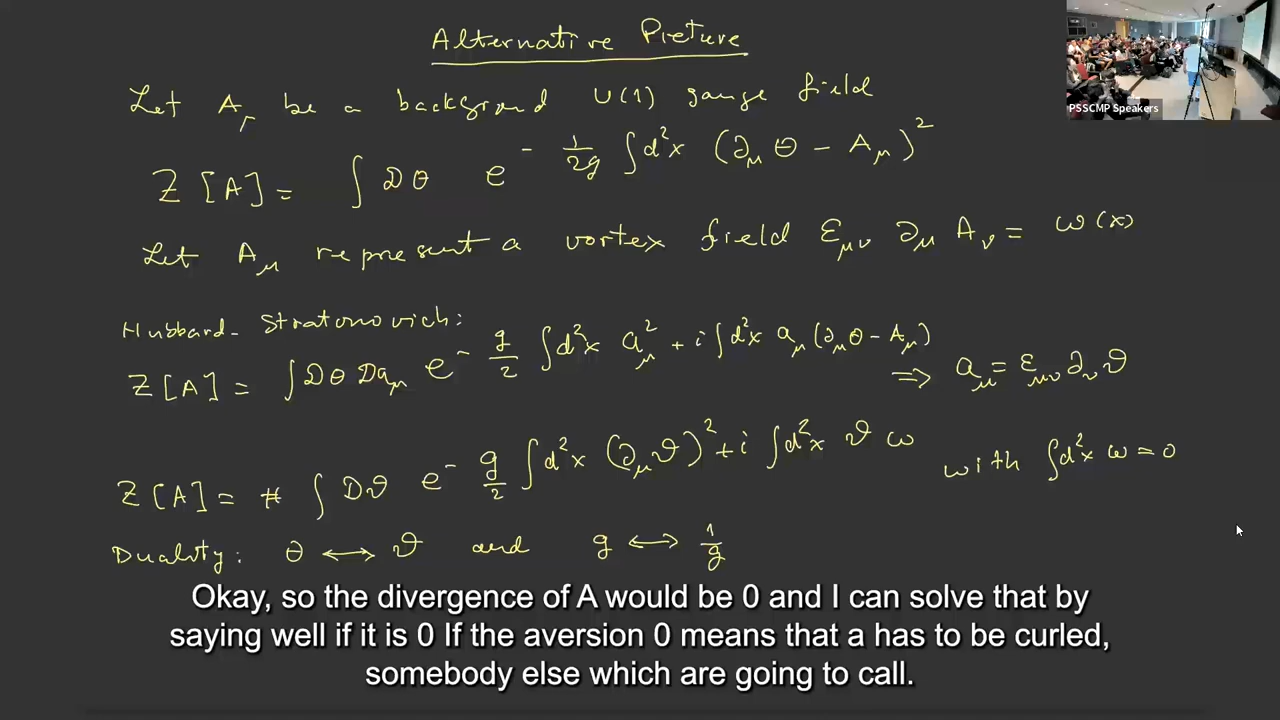 Alternative Picture
PSSCMP Speakers
Let A_μ be a background U(1) gauge field
Z[A] = ∫ Dθ e^{- 1/2g ∫d²x (∂_μ θ - A_μ)²}
Let A_μ represent a vortex field ε_{μν} ∂_μ A_ν = ω(x)
Hubbard-Stratonovich:
Z[A] = ∫ Dθ Da_μ e^{- g/2 ∫d²x a_μ² + i ∫d²x a_μ (∂_μ θ - A_μ)} ⟹ a_μ = ε_{μν} ∂_ν ϑ
Z[A] = # ∫ Dϑ e^{- g/2 ∫d²x (∂_μ ϑ)² + i ∫d²x ϑ ω} with ∫d²x ω = 0
Duality: θ ⟷ ϑ and g ⟷ 1/g
Okay, so the divergence of A would be 0 and I can solve that by
saying well if it is 0 If the aversion 0 means that a has to be curled,
somebody else which are going to call.